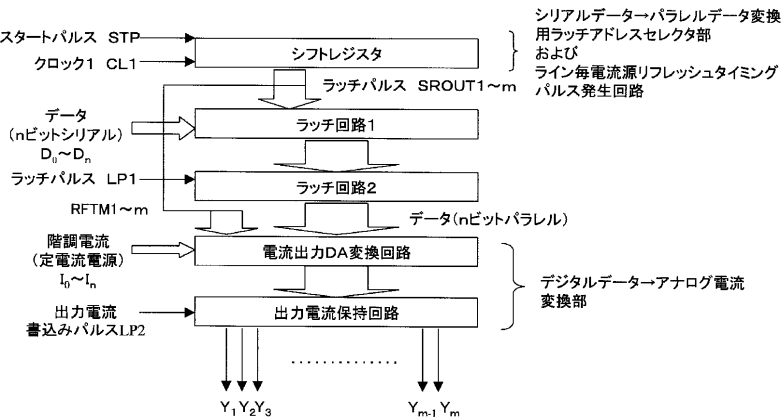 スタートパルス STP
クロック1 CL1
シフトレジスタ
シリアルデータ→パラレルデータ変換
用ラッチアドレスセレクタ部
および
ライン毎電流源リフレッシュタイミング
パルス発生回路
ラッチパルス SROUT1~m
データ
(nビットシリアル)
D₀~Dₙ
ラッチ回路1
ラッチパルス LP1
ラッチ回路2
RFTM1~m
データ(nビットパラレル)
階調電流
(定電流電源)
I₀~Iₙ
電流出力DA変換回路
デジタルデータ→アナログ電流
変換部
出力電流
書込みパルスLP2
出力電流保持回路
Y₁ Y₂Y₃ Yₘ₋₁ Yₘ